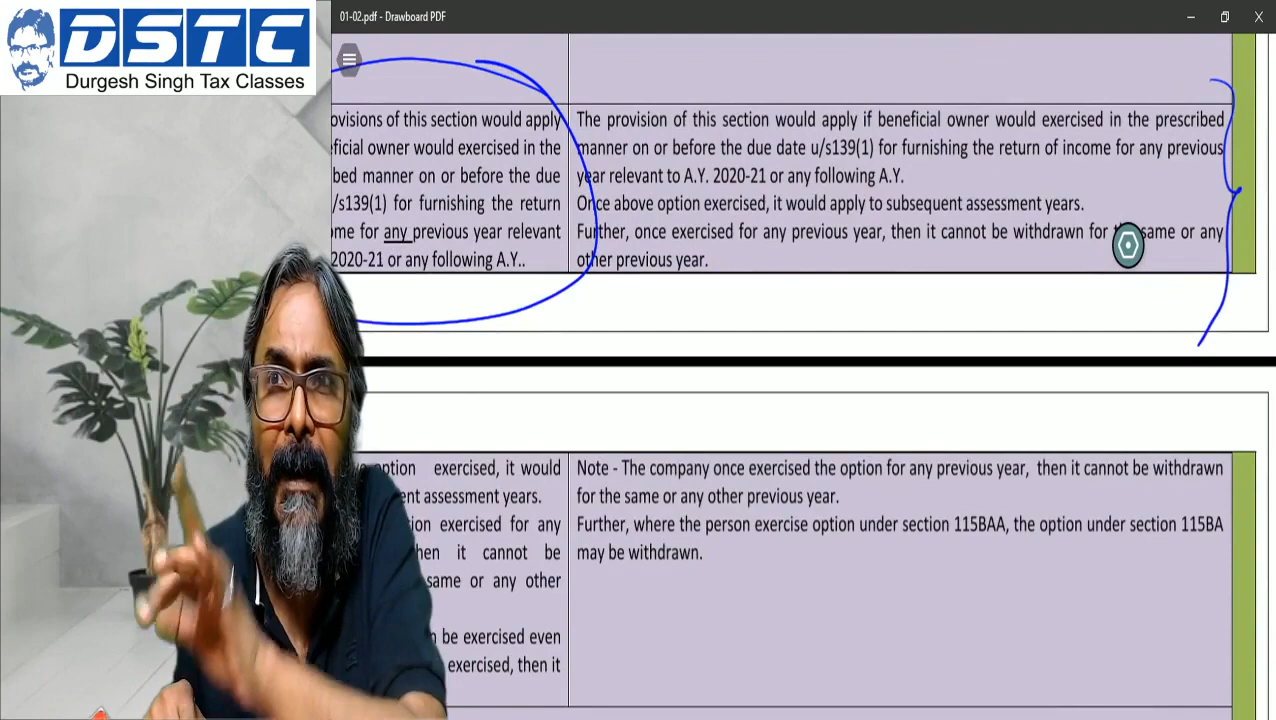 DSTC
Durgesh Singh Tax Classes
01-02.pdf - Drawboard PDF
of this section would apply
owner would exercised in the
manner on or before the due
/s139(1) for furnishing the return
for any previous year relevant
2020-21 or any following A.Y..
The provision of this section would apply if beneficial owner would exercised in the prescribed
manner on or before the due date u/s139(1) for furnishing the return of income for any previous
year relevant to A.Y. 2020-21 or any following A.Y.
Once above option exercised, it would apply to subsequent assessment years.
Further, once exercised for any previous year, then it cannot be withdrawn for same or any
other previous year.
option exercised, it would
assessment years.
exercised for any
it cannot be
same or any other
be exercised even
exercised, then it
Note - The company once exercised the option for any previous year, then it cannot be withdrawn
for the same or any other previous year.
Further, where the person exercise option under section 115BAA, the option under section 115BA
may be withdrawn.